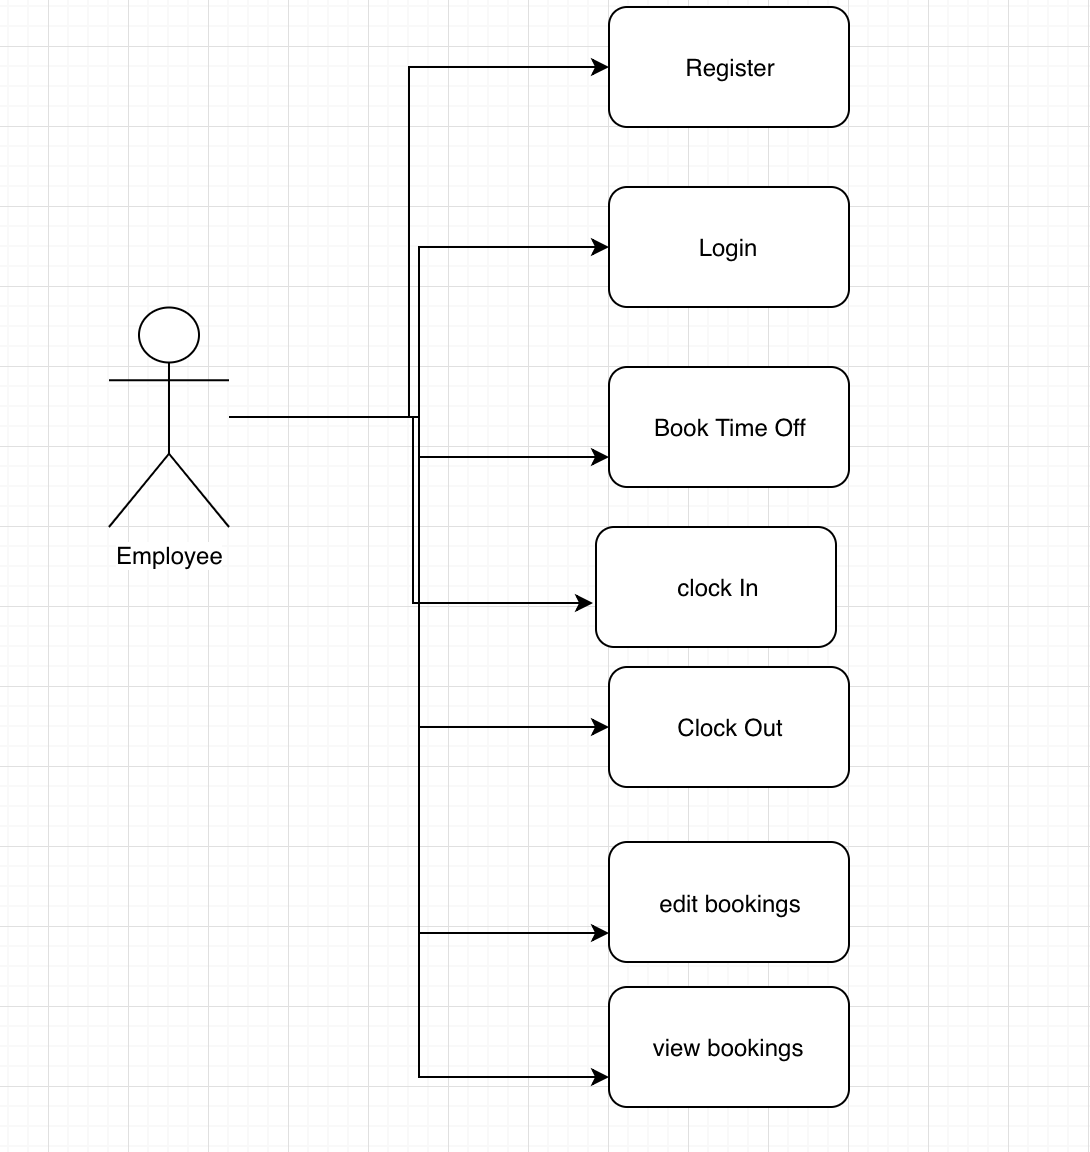 Register
Login
Book Time Off
Employee
clock In
Clock Out
edit bookings
view bookings